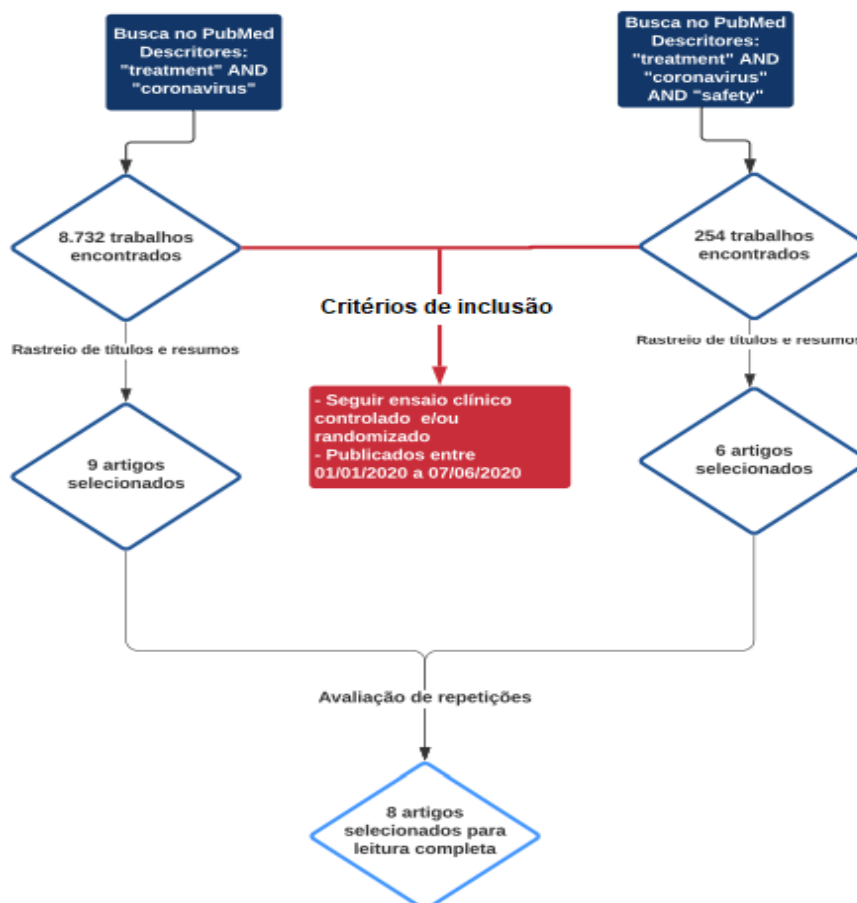 Busca no PubMed
Descritores:
"treatment" AND
"coronavirus"
Busca no PubMed
Descritores:
"treatment" AND
"coronavirus"
AND "safety"
8.732 trabalhos
encontrados
254 trabalhos
encontrados
Critérios de inclusão
Rastreio de títulos e resumos
Rastreio de títulos e resumos
- Seguir ensaio clínico
controlado e/ou
randomizado
- Publicados entre
01/01/2020 a 07/06/2020
9 artigos
selecionados
6 artigos
selecionados
Avaliação de repetições
8 artigos
selecionados para
leitura completa